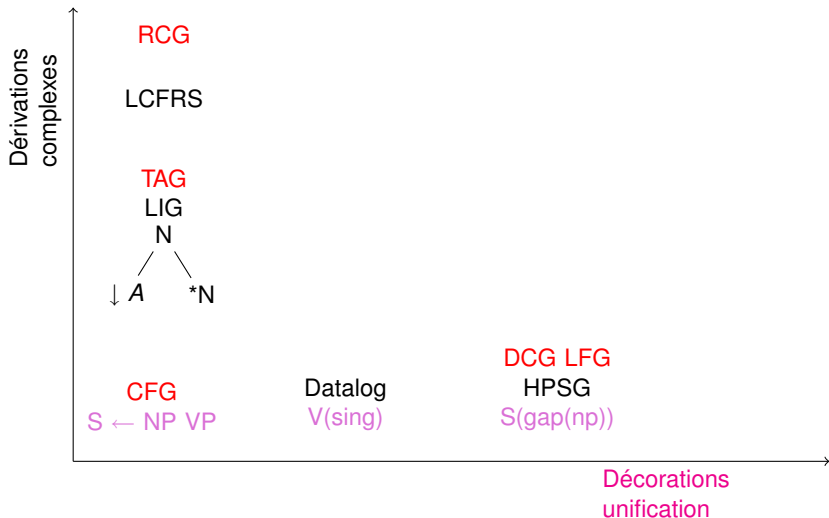 RCG
Dérivations
complexes
LCFRS
TAG
LIG
N
↓ A
*N
DCG LFG
CFG
Datalog
HPSG
S ← NP VP
V(sing)
S(gap(np))
Décorations
unification